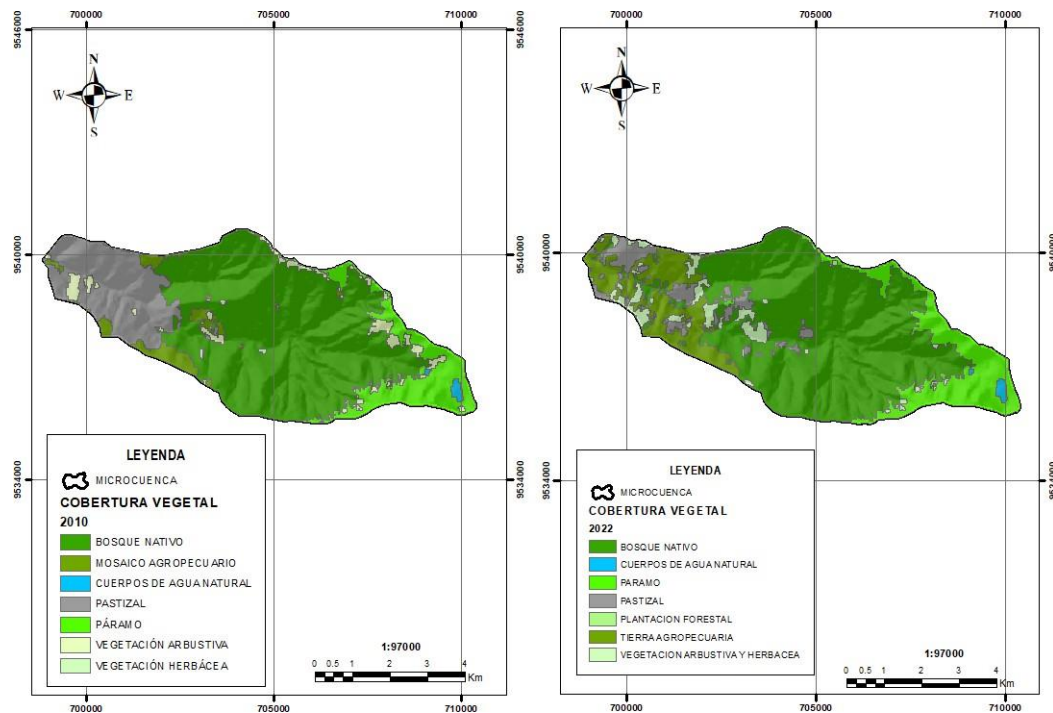 700000 705000 710000
9546000
9546000
N
W E
S
9540000
9540000
9534000
9534000
LEYENDA
MICROCUENCA
COBERTURA VEGETAL
2010
BOSQUE NATIVO
MOSAICO AGROPECUARIO
CUERPOS DE AGUA NATURAL
PASTIZAL
PÁRAMO
VEGETACIÓN ARBUSTIVA
VEGETACIÓN HERBÁCEA
1:97000
0 0.5 1 2 3 4
Km
700000 705000 710000
700000 705000 710000
N
W E
S
9540000
9534000
LEYENDA
MICROCUENCA
COBERTURA VEGETAL
2022
BOSQUE NATIVO
CUERPOS DE AGUA NATURAL
PARAMO
PASTIZAL
PLANTACION FORESTAL
TIERRA AGROPECUARIA
VEGETACION ARBUSTIVA Y HERBACEA
1:97000
0 0.5 1 2 3 4
Km
700000 705000 710000